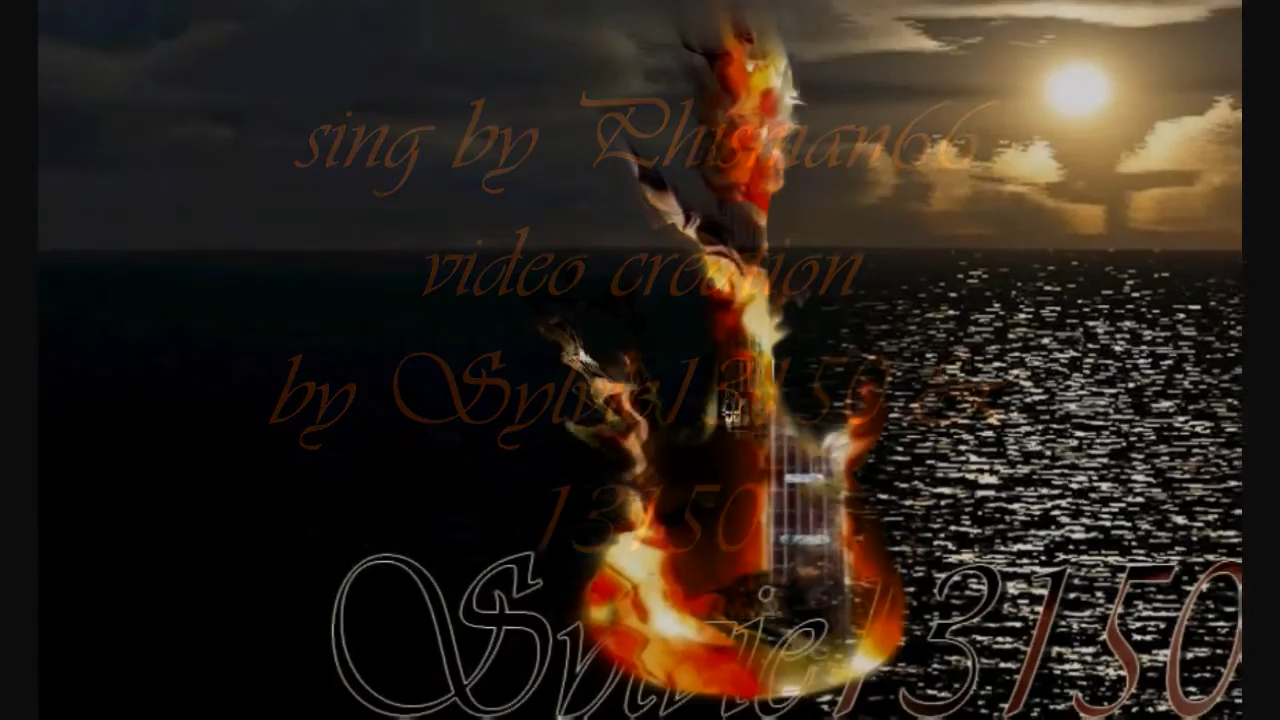 sing by Phisman66
video creation
by Sylvie13150
13150
Sylvie13150